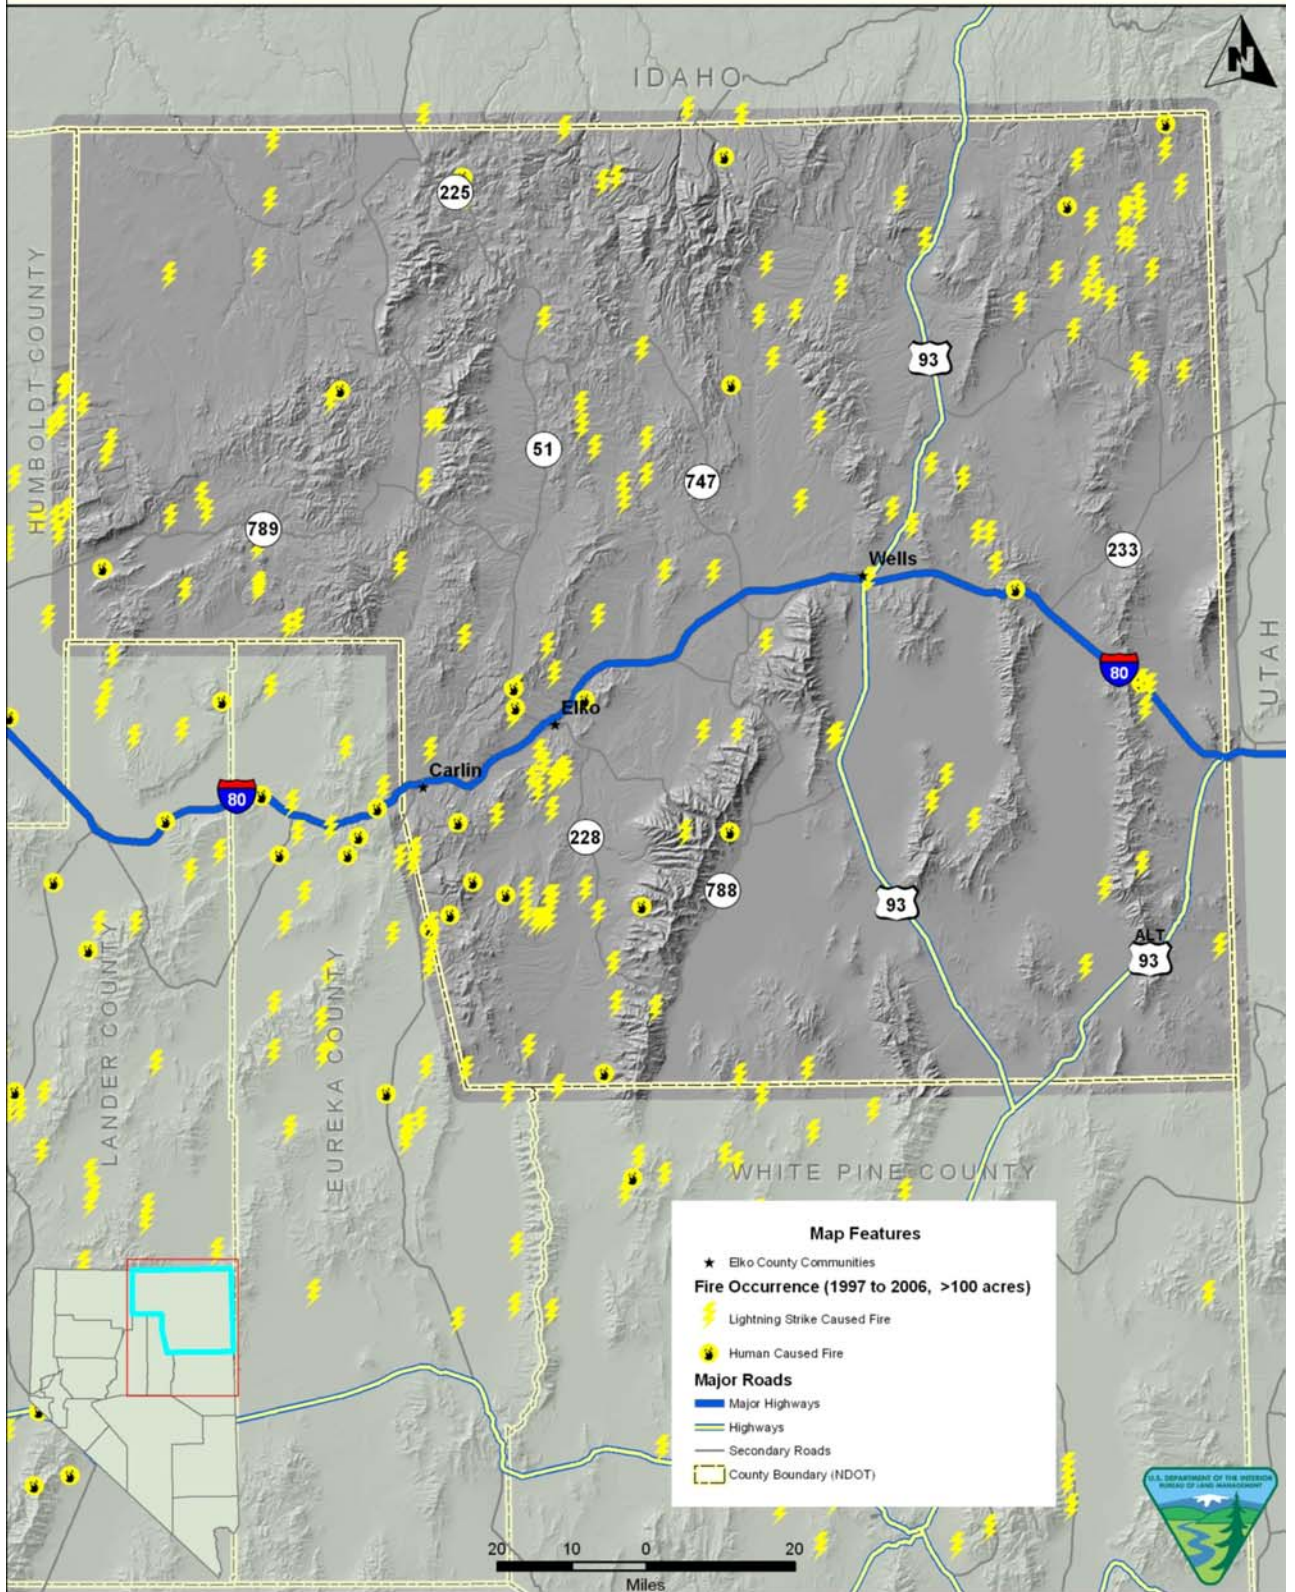 IDAHO
N
225
HUMBOLDT COUNTY
93
51
747
789
233
Wells
UTAH
80
Elko
Carlin
80
228
788
93
ALT
93
LANDER COUNTY
EUREKA COUNTY
WHITE PINE COUNTY
Map Features
Elko County Communities
Fire Occurrence (1997 to 2006, >100 acres)
Lightning Strike Caused Fire
Human Caused Fire
Major Roads
Major Highways
Highways
Secondary Roads
County Boundary (NDOT)
U.S. DEPARTMENT OF THE INTERIOR
BUREAU OF LAND MANAGEMENT
20 10 0 20
Miles